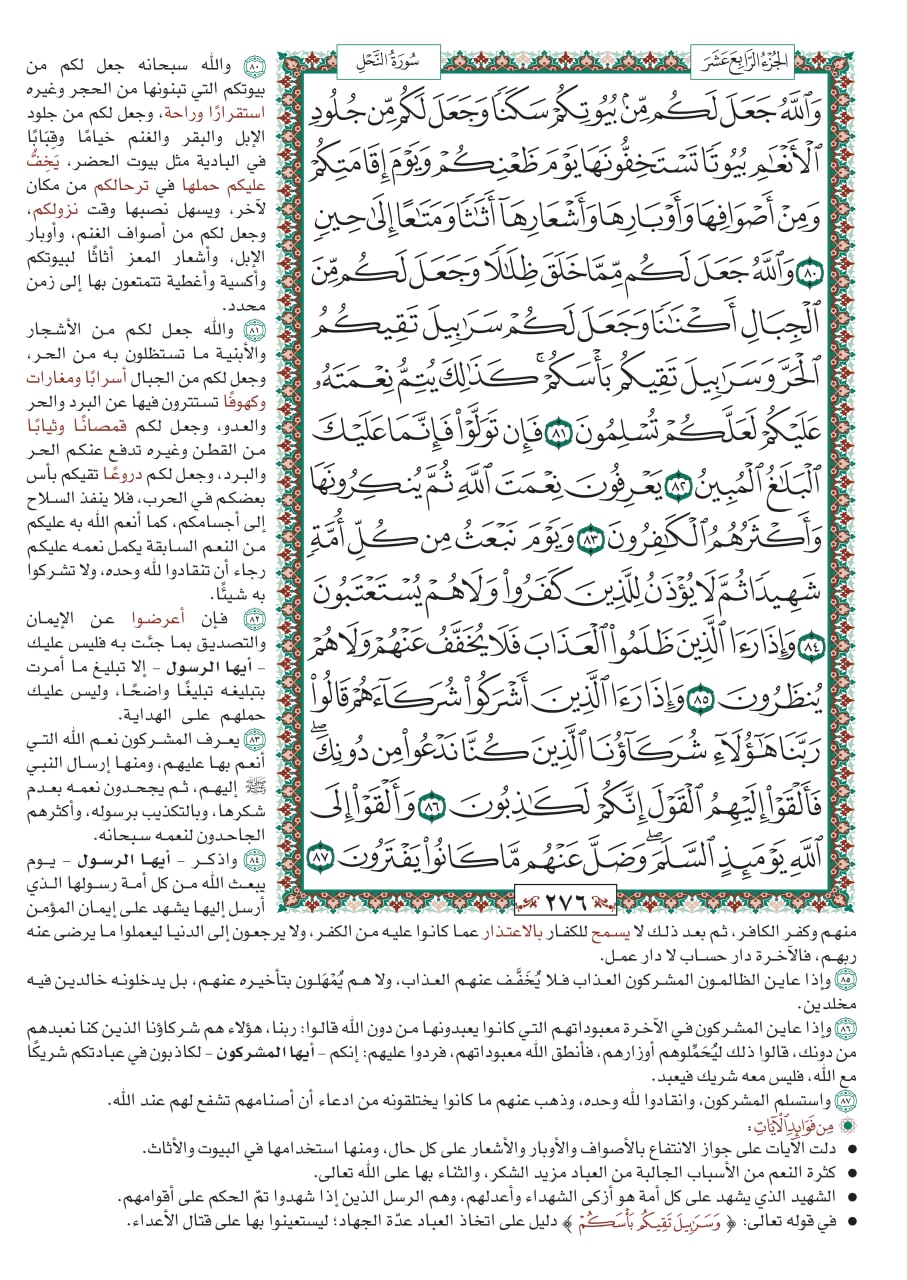 الجزء الرابع عشر
سورة النحل
وَٱللَّهُ جَعَلَ لَكُم مِّنۢ بُيُوتِكُمْ سَكَنًا وَجَعَلَ لَكُم مِّن جُلُودِ
ٱلْأَنْعَـٰمِ بُيُوتًا تَسْتَخِفُّونَهَا يَوْمَ ظَعْنِكُمْ وَيَوْمَ إِقَامَتِكُمْ
وَمِنْ أَصْوَافِهَا وَأَوْبَارِهَا وَأَشْعَارِهَآ أَثَـٰثًا وَمَتَـٰعًا إِلَىٰ حِينٍ
٨٠ وَٱللَّهُ جَعَلَ لَكُم مِّمَّا خَلَقَ ظِلَـٰلًا وَجَعَلَ لَكُم مِّنَ
ٱلْجِبَالِ أَكْنَـٰنًا وَجَعَلَ لَكُمْ سَرَٰبِيلَ تَقِيكُمُ
ٱلْحَرَّ وَسَرَٰبِيلَ تَقِيكُم بَأْسَكُمْ ۚ كَذَٰلِكَ يُتِمُّ نِعْمَتَهُۥ
عَلَيْكُمْ لَعَلَّكُمْ تُسْلِمُونَ ٨١ فَإِن تَوَلَّوْا۟ فَإِنَّمَا عَلَيْكَ
ٱلْبَلَـٰغُ ٱلْمُبِينُ ٨٢ يَعْرِفُونَ نِعْمَتَ ٱللَّهِ ثُمَّ يُنكِرُونَهَا
وَأَكْثَرُهُمُ ٱلْكَـٰفِرُونَ ٨٣ وَيَوْمَ نَبْعَثُ مِن كُلِّ أُمَّةٍ
شَهِيدًا ثُمَّ لَا يُؤْذَنُ لِلَّذِينَ كَفَرُوا۟ وَلَا هُمْ يُسْتَعْتَبُونَ
٨٤ وَإِذَا رَءَا ٱلَّذِينَ ظَلَمُوا۟ ٱلْعَذَابَ فَلَا يُخَفَّفُ عَنْهُمْ وَلَا هُمْ
يُنظَرُونَ ٨٥ وَإِذَا رَءَا ٱلَّذِينَ أَشْرَكُوا۟ شُرَكَآءَهُمْ قَالُوا۟
رَبَّنَا هَـٰٓؤُلَآءِ شُرَكَآؤُنَا ٱلَّذِينَ كُنَّا نَدْعُوا۟ مِن دُونِكَ ۖ
فَأَلْقَوْا۟ إِلَيْهِمُ ٱلْقَوْلَ إِنَّكُمْ لَكَـٰذِبُونَ ٨٦ وَأَلْقَوْا۟ إِلَى
ٱللَّهِ يَوْمَئِذٍ ٱلسَّلَمَ ۖ وَضَلَّ عَنْهُم مَّا كَانُوا۟ يَفْتَرُونَ ٨٧
٢٧٦
٨٠ والله سبحانه جعل لكم من
بيوتكم التي تبنونها من الحجر وغيره
استقرارًا وراحة، وجعل لكم من جلود
الإبل والبقر والغنم خيامًا وقِبَابًا
في البادية مثل بيوت الحضر، يَخِفُّ
عليكم حملها في ترحالكم من مكان
لآخر، ويسهل نصبها وقت نزولكم،
وجعل لكم من أصواف الغنم، وأوبار
الإبل، وأشعار المعز أثاثًا لبيوتكم
وأكسية وأغطية تتمتعون بها إلى زمن
محدد.
٨١ والله جعل لكم من الأشجار
والأبنية ما تستظلون به من الحر،
وجعل لكم من الجبال أسرابًا ومغارات
وكهوفًا تستترون فيها عن البرد والحر
والعدو، وجعل لكم قمصانًا وثيابًا
من القطن وغيره تدفع عنكم الحر
والبرد، وجعل لكم دروعًا تقيكم بأس
بعضكم في الحرب، فلا ينفذ السلاح
إلى أجسامكم، كما أنعم الله به عليكم
من النعم السابقة يكمل نعمه عليكم
رجاء أن تنقادوا لله وحده، ولا تشركوا
به شيئًا.
٨٢ فإن أعرضوا عن الإيمان
والتصديق بما جئت به فليس عليك
– أيها الرسول – إلا تبليغ ما أمرت
بتبليغه تبليغًا واضحًا، وليس عليك
حملهم على الهداية.
٨٣ يعرف المشركون نعم الله التي
أنعم بها عليهم، ومنها إرسال النبي
ﷺ إليهم، ثم يجحدون نعمه بعدم
شكرها، وبالتكذيب برسوله، وأكثرهم
الجاحدون لنعمه سبحانه.
٨٤ واذكر – أيها الرسول – يوم
يبعث الله من كل أمة رسولها الذي
أرسل إليها يشهد على إيمان المؤمن
منهم وكفر الكافر، ثم بعد ذلك لا يسمح للكفار بالاعتذار عما كانوا عليه من الكفر، ولا يرجعون إلى الدنيا ليعملوا ما يرضى عنه
ربهم، فالآخرة دار حساب لا دار عمل.
٨٥ وإذا عاين الظالمون المشركون العذاب فلا يُخَفَّف عنهم العذاب، ولا هم يُمْهَلون بتأخيره عنهم، بل يدخلونه خالدين فيه
مخلدين.
٨٦ وإذا عاين المشركون في الآخرة معبوداتهم التي كانوا يعبدونها من دون الله قالوا: ربنا، هؤلاء هم شركاؤنا الذين كنا نعبدهم
من دونك، قالوا ذلك ليُحَمِّلوهم أوزارهم، فأنطق الله معبوداتهم، فردوا عليهم: إنكم – أيها المشركون – لكاذبون في عبادتكم شريكًا
مع الله، فليس معه شريك فيعبد.
٨٧ واستسلم المشركون، وانقادوا لله وحده، وذهب عنهم ما كانوا يختلقونه من ادعاء أن أصنامهم تشفع لهم عند الله.
من فوائد الآيات:
• دلت الآيات على جواز الانتفاع بالأصواف والأوبار والأشعار على كل حال، ومنها استخدامها في البيوت والأثاث.
• كثرة النعم من الأسباب الجالبة من العباد مزيد الشكر، والثناء بها على الله تعالى.
• الشهيد الذي يشهد على كل أمة هو أزكى الشهداء وأعدلهم، وهم الرسل الذين إذا شهدوا تمّ الحكم على أقوامهم.
• في قوله تعالى: ﴿ وَسَرَٰبِيلَ تَقِيكُم بَأْسَكُمْ ﴾ دليل على اتخاذ العباد عدّة الجهاد؛ ليستعينوا بها على قتال الأعداء.